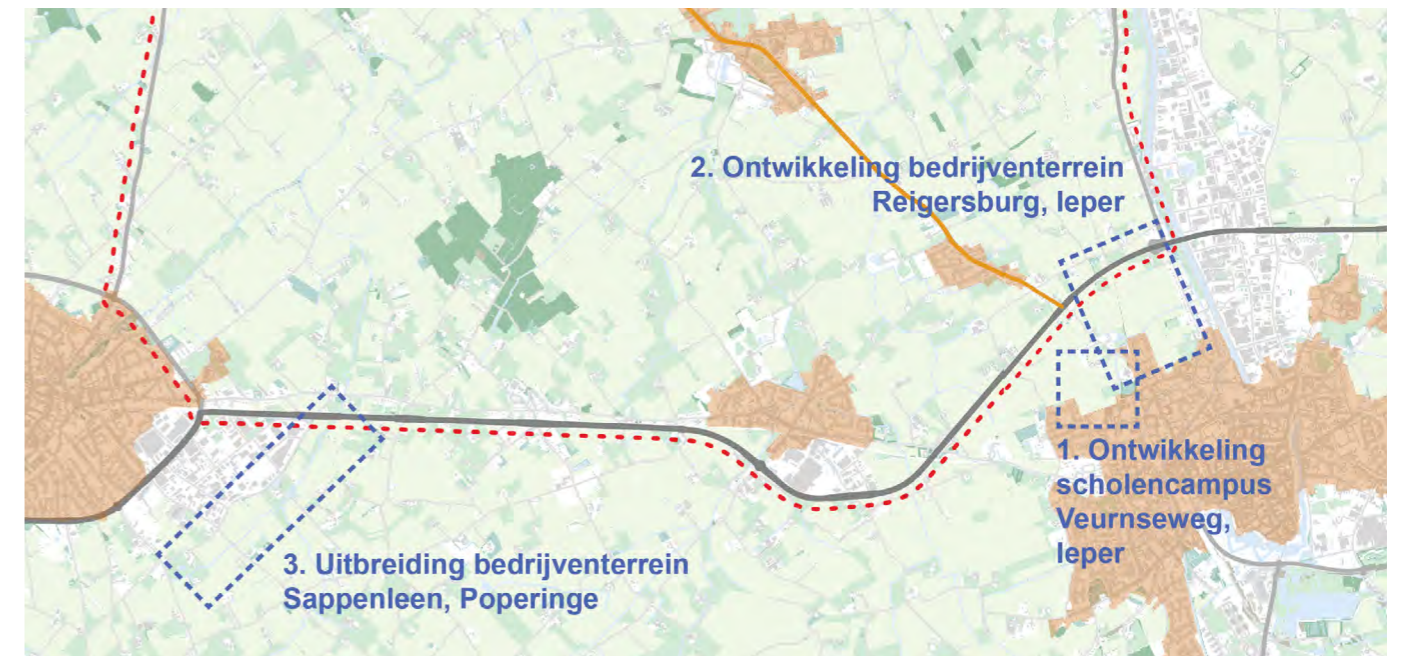 2. Ontwikkeling bedrijventerrein
Reigersburg, Ieper
1. Ontwikkeling
scholencampus
Veurnseweg,
Ieper
3. Uitbreiding bedrijventerrein
Sappenleen, Poperinge